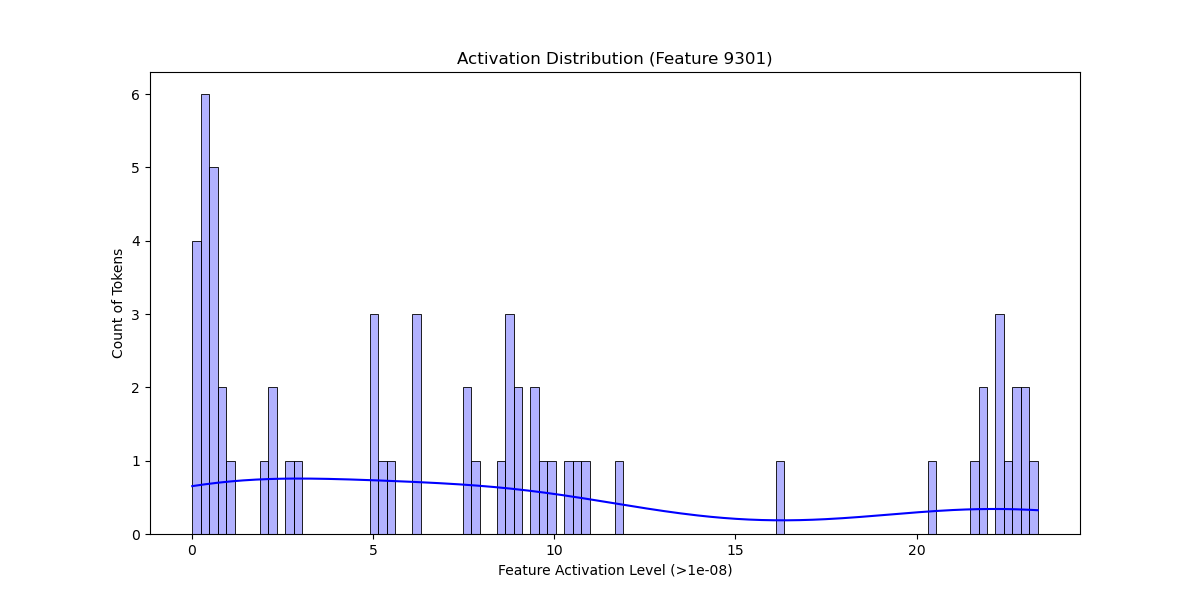 Activation Distribution (Feature 9301)
6
5
4
3
2
1
0
Count of Tokens
0 5 10 15 20
Feature Activation Level (>1e-08)